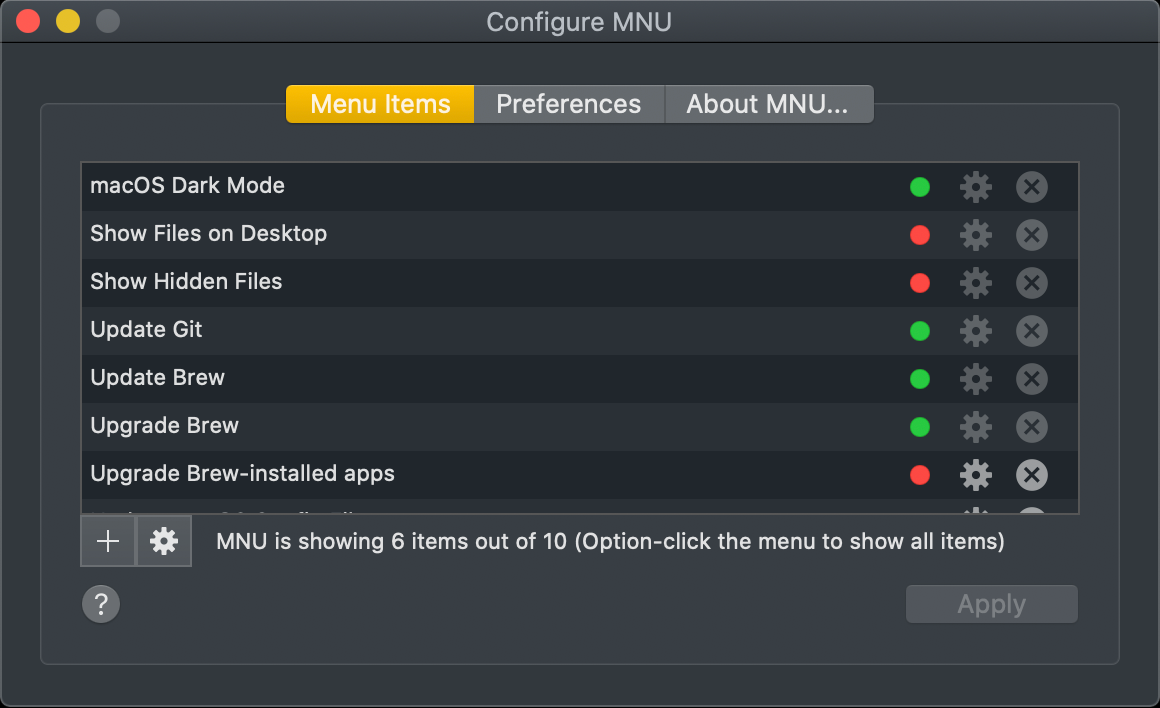 Configure MNU
Menu Items Preferences About MNU...
macOS Dark Mode
Show Files on Desktop
Show Hidden Files
Update Git
Update Brew
Upgrade Brew
Upgrade Brew-installed apps
MNU is showing 6 items out of 10 (Option-click the menu to show all items)
?
Apply